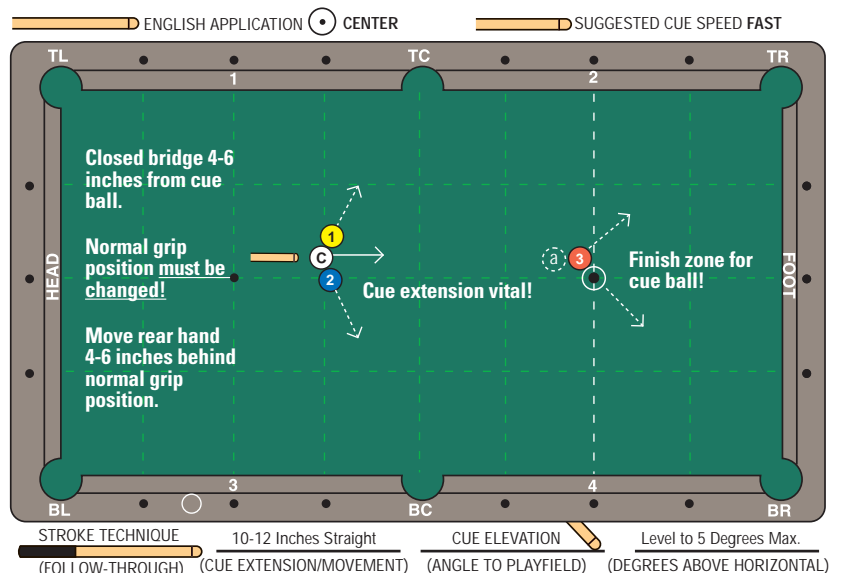 ENGLISH APPLICATION CENTER SUGGESTED CUE SPEED FAST
TL TC TR
1 2
Closed bridge 4-6
inches from cue
ball.
Normal grip
position must be
changed!
Move rear hand
4-6 inches behind
normal grip
position.
HEAD
1
C
2
Cue extension vital!
a 3
Finish zone for
cue ball!
FOOT
3 4
BL BC BR
STROKE TECHNIQUE 10-12 Inches Straight CUE ELEVATION Level to 5 Degrees Max.
(FOLLOW-THROUGH) (CUE EXTENSION/MOVEMENT) (ANGLE TO PLAYFIELD) (DEGREES ABOVE HORIZONTAL)